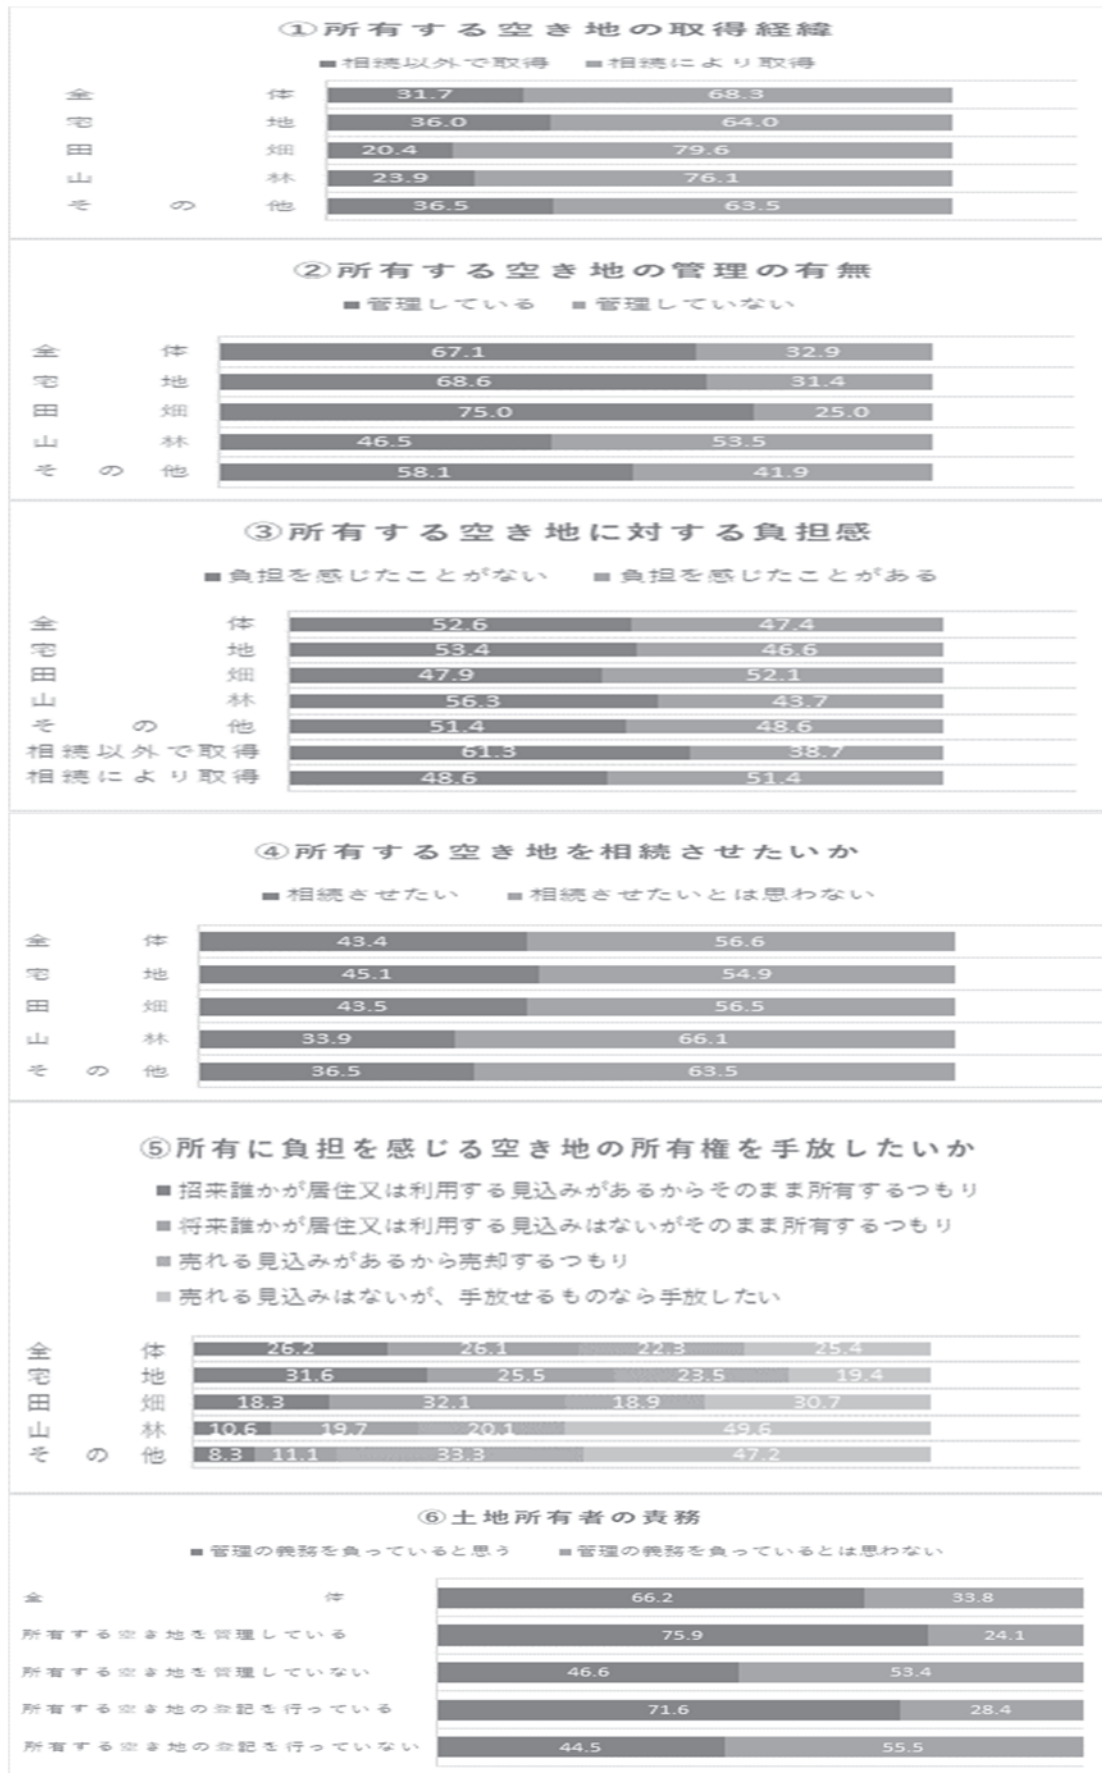 ①所有する空き地の取得経緯
■相続以外で取得 ■相続により取得
全体 31.7 68.3
宅地 36.0 64.0
田畑 20.4 79.6
山林 23.9 76.1
その他 36.5 63.5
②所有する空き地の管理の有無
■管理している ■管理していない
全体 67.1 32.9
宅地 68.6 31.4
田畑 75.0 25.0
山林 46.5 53.5
その他 58.1 41.9
③所有する空き地に対する負担感
■負担を感じたことがない ■負担を感じたことがある
全体 52.6 47.4
宅地 53.4 46.6
田畑 47.9 52.1
山林 56.3 43.7
その他 51.4 48.6
相続以外で取得 61.3 38.7
相続により取得 48.6 51.4
④所有する空き地を相続させたいか
■相続させたい ■相続させたいとは思わない
全体 43.4 56.6
宅地 45.1 54.9
田畑 43.5 56.5
山林 33.9 66.1
その他 36.5 63.5
⑤所有に負担を感じる空き地の所有権を手放したいか
■招来誰かが居住又は利用する見込みがあるからそのまま所有するつもり
■将来誰かが居住又は利用する見込みはないがそのまま所有するつもり
■売れる見込みがあるから売却するつもり
■売れる見込みはないが、手放せるものなら手放したい
全体 26.2 26.1 22.3 25.4
宅地 31.6 25.5 23.5 19.4
田畑 18.3 32.1 18.9 30.7
山林 10.6 19.7 20.1 49.6
その他 8.3 11.1 33.3 47.2
⑥土地所有者の責務
■管理の義務を負っていると思う ■管理の義務を負っているとは思わない
全体 66.2 33.8
所有する空き地を管理している 75.9 24.1
所有する空き地を管理していない 46.6 53.4
所有する空き地の登記を行っている 71.6 28.4
所有する空き地の登記を行っていない 44.5 55.5